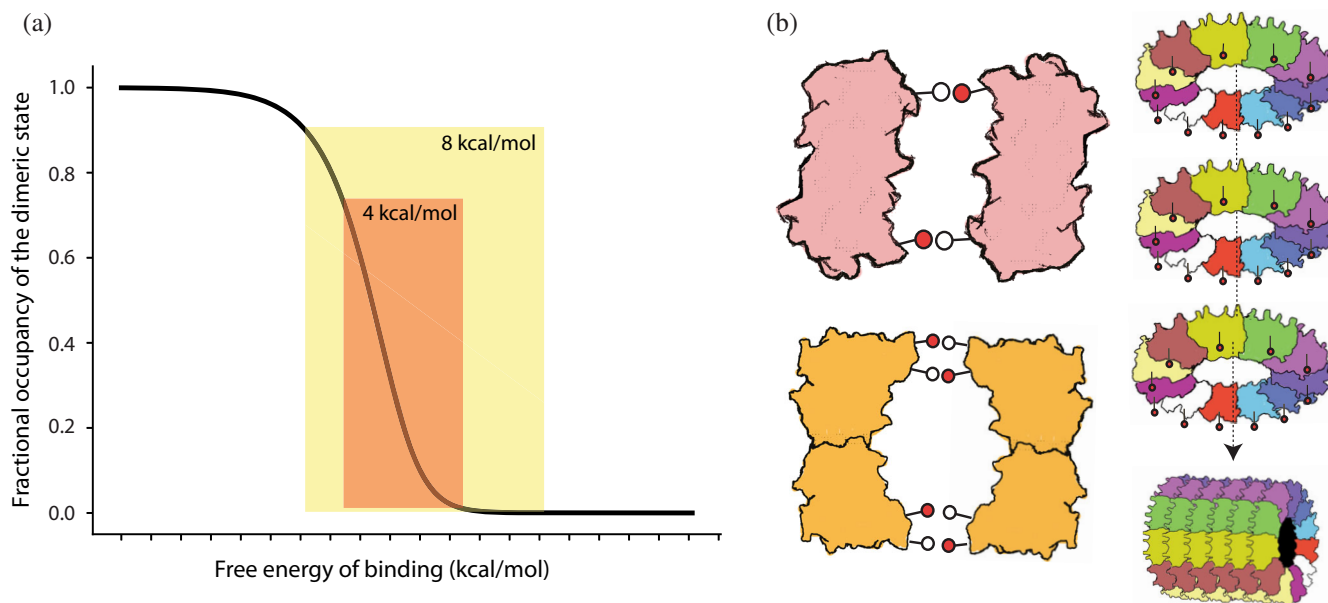 (a)
Fractional occupancy of the dimeric state
1.0
0.8
0.6
0.4
0.2
0.0
8 kcal/mol
4 kcal/mol
Free energy of binding (kcal/mol)
(b)